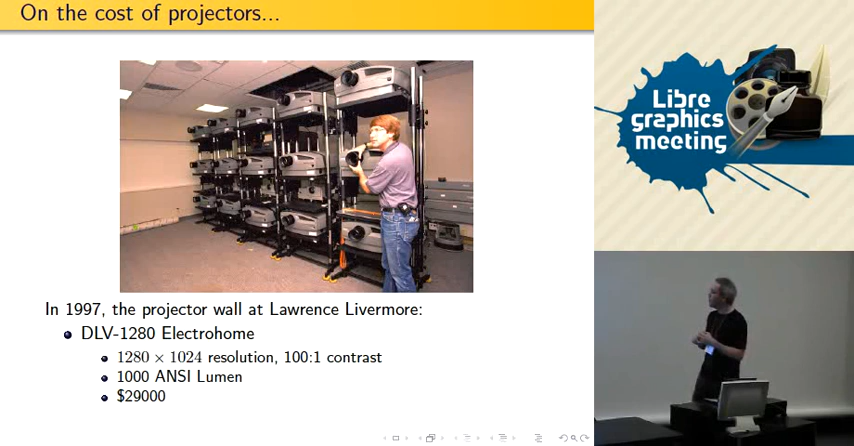 On the cost of projectors...
Libre
graphics
meeting
In 1997, the projector wall at Lawrence Livermore:
DLV-1280 Electrohome
1280 × 1024 resolution, 100:1 contrast
1000 ANSI Lumen
$29000